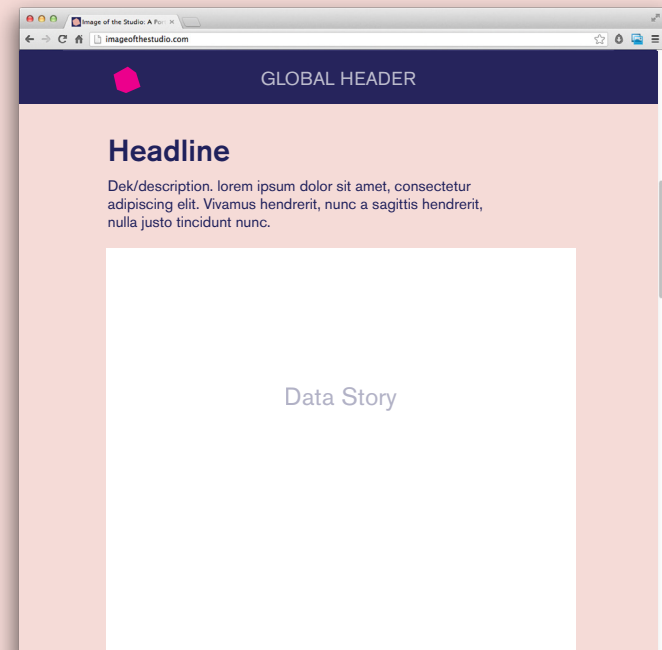 Image of the Studio: A Por
imageofthestudio.com
GLOBAL HEADER
Headline
Dek/description. lorem ipsum dolor sit amet, consectetur
adipiscing elit. Vivamus hendrerit, nunc a sagittis hendrerit,
nulla justo tincidunt nunc.
Data Story